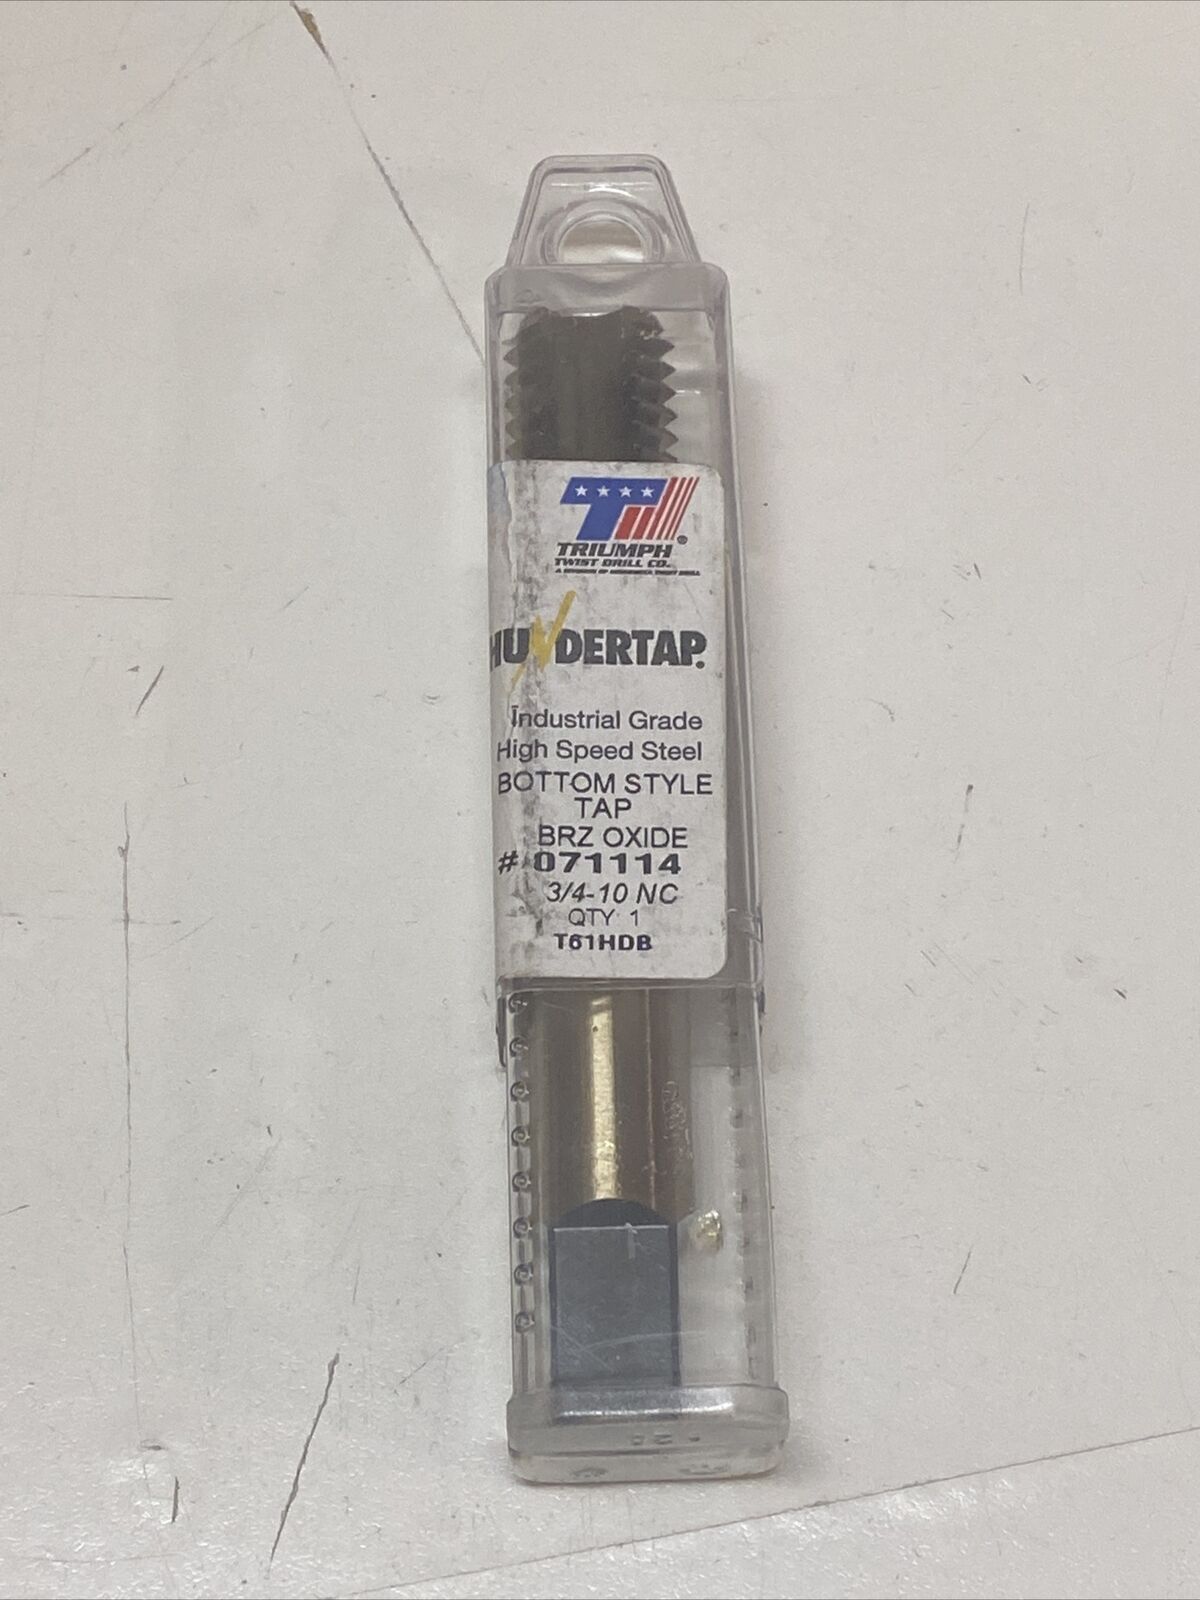 TRIUMPH®
TWIST DRILL CO.
HUNDERTAP®
Industrial Grade
High Speed Steel
BOTTOM STYLE
TAP
BRZ OXIDE
# 071114
3/4-10 NC
QTY 1
T61HDB